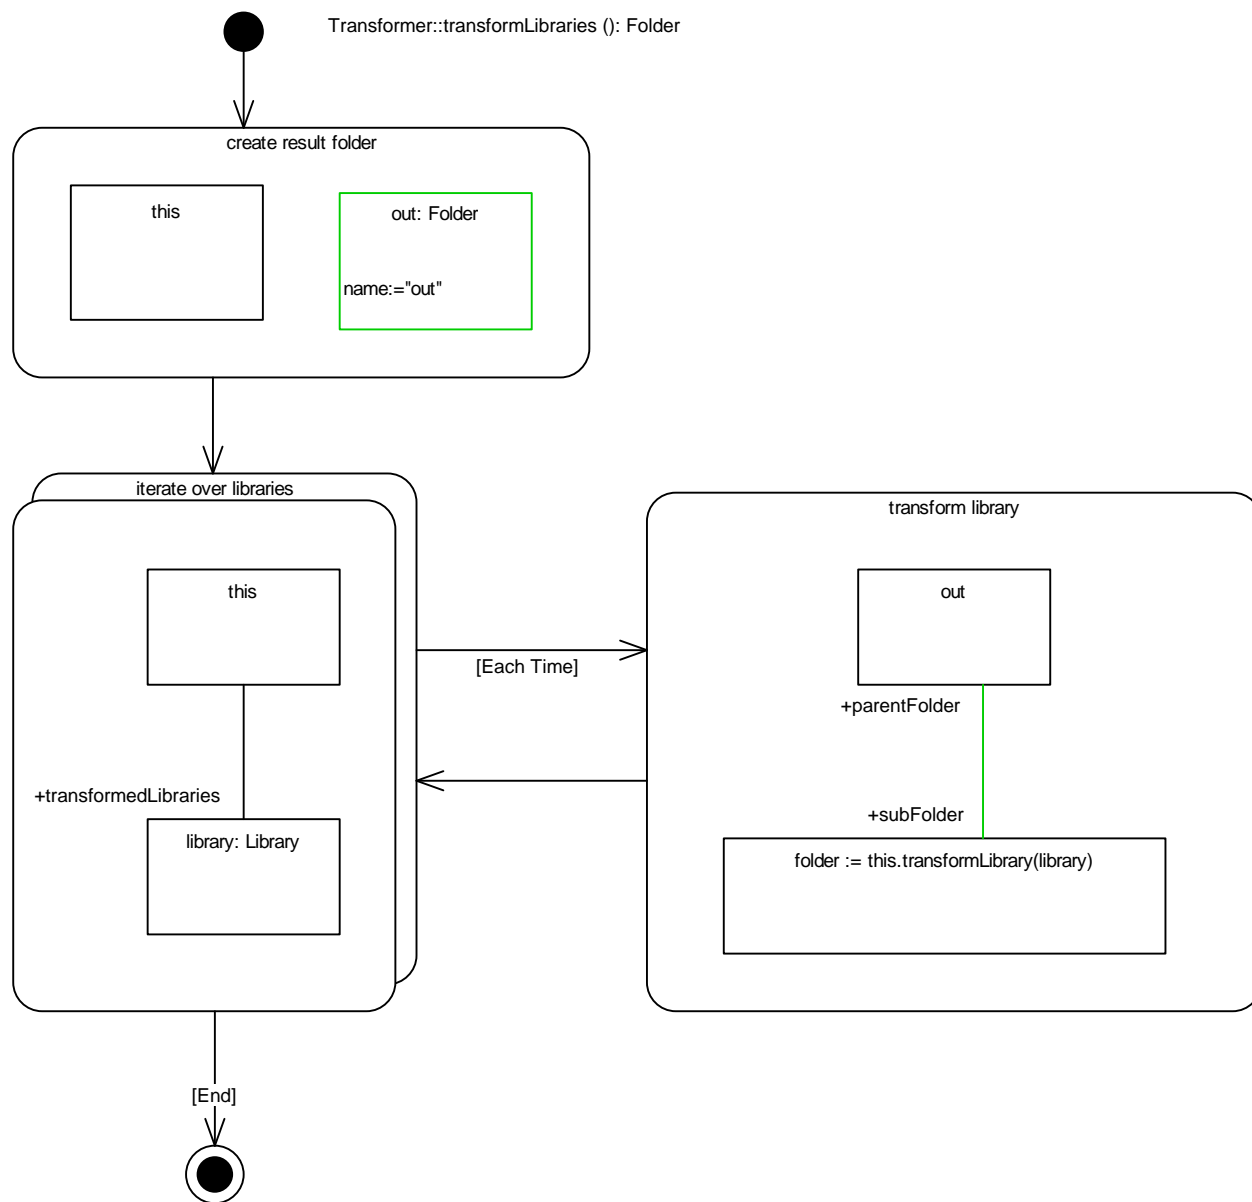 Transformer::transformLibraries (): Folder
create result folder
this
out: Folder
name:="out"
iterate over libraries
this
+transformedLibraries
library: Library
[Each Time]
transform library
out
+parentFolder
+subFolder
folder := this.transformLibrary(library)
[End]